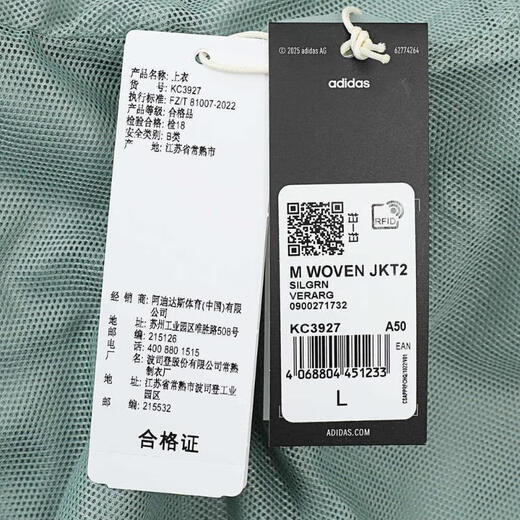 产品名称: 上衣
货 号: KC3927
执行标准: FZ/T 81007-2022
产品等级: 合格品
检验合格: 检18
安全类别: B类
产 地: 江苏省常熟市
经销商: 阿迪达斯体育(中国)有限公司
地 址: 苏州工业园区唯胜路508号
邮 编: 215126
电 话: 400 880 1515
制造厂: 波司登股份有限公司常熟
制衣厂
地 址: 江苏省常熟市波司登工业
园区
邮 编: 215532
合格证
© 2025 adidas AG
62774264
adidas
RFID
M WOVEN JKT2
SILGRN
VERARG
0900271732
KC3927 A50
EAN
4 068804 451233
L
ADIDAS.COM